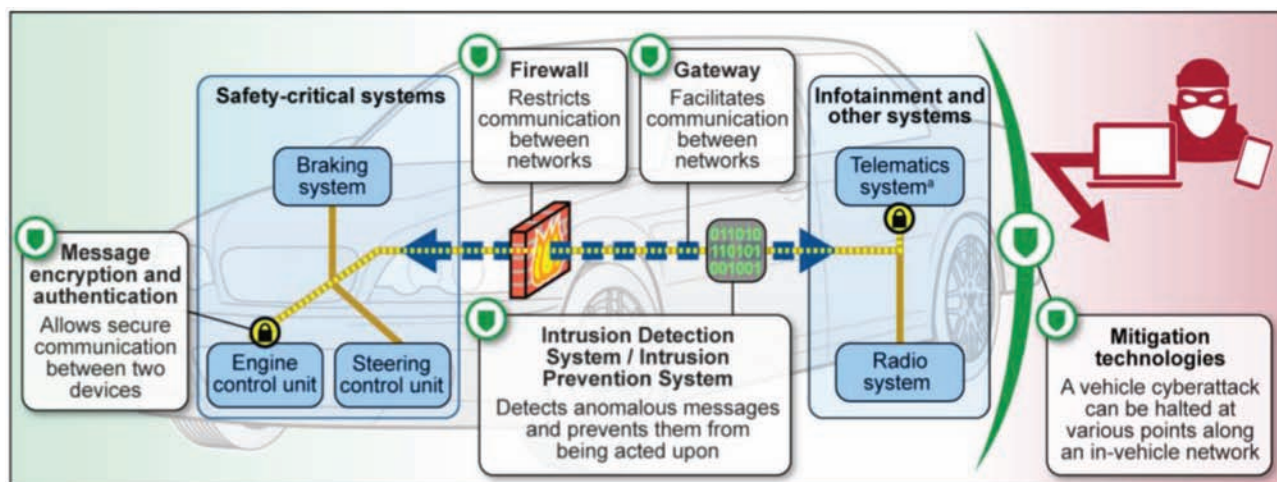 Firewall
Restricts
communication
between
networks
Gateway
Facilitates
communication
between
networks
Safety-critical systems
Braking
system
Engine
control unit
Steering
control unit
Message
encryption and
authentication
Allows secure
communication
between two
devices
011010
110101
001001
Intrusion Detection
System / Intrusion
Prevention System
Detects anomalous messages
and prevents them from
being acted upon
Infotainment and
other systems
Telematics
systemᵃ
Radio
system
Mitigation
technologies
A vehicle cyberattack
can be halted at
various points along
an in-vehicle network